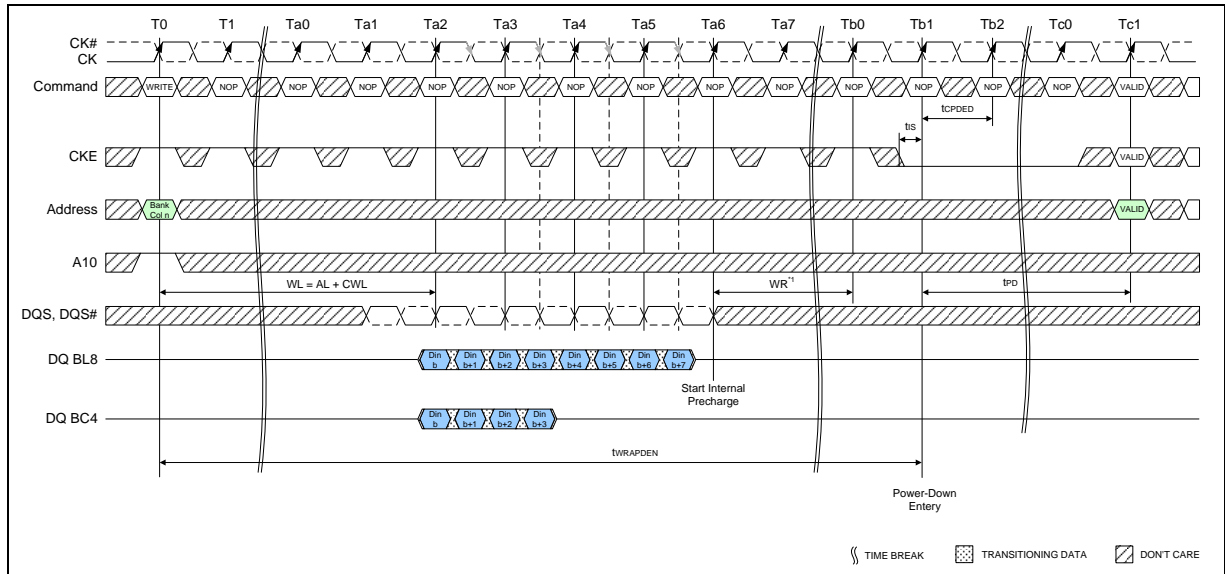 T0 T1 Ta0 Ta1 Ta2 Ta3 Ta4 Ta5 Ta6 Ta7 Tb0 Tb1 Tb2 Tc0 Tc1
CK#
CK
Command WRITE NOP NOP NOP NOP NOP NOP NOP NOP NOP NOP NOP NOP NOP VALID
tCPDED
tIS
CKE VALID
Address Bank Col n VALID
A10
WL = AL + CWL WR*1 tPD
DQS, DQS#
DQ BL8 Din b Din b+1 Din b+2 Din b+3 Din b+4 Din b+5 Din b+6 Din b+7
Start Internal
Precharge
DQ BC4 Din b Din b+1 Din b+2 Din b+3
tWRAPDEN
Power-Down
Entery
TIME BREAK TRANSITIONING DATA DON'T CARE